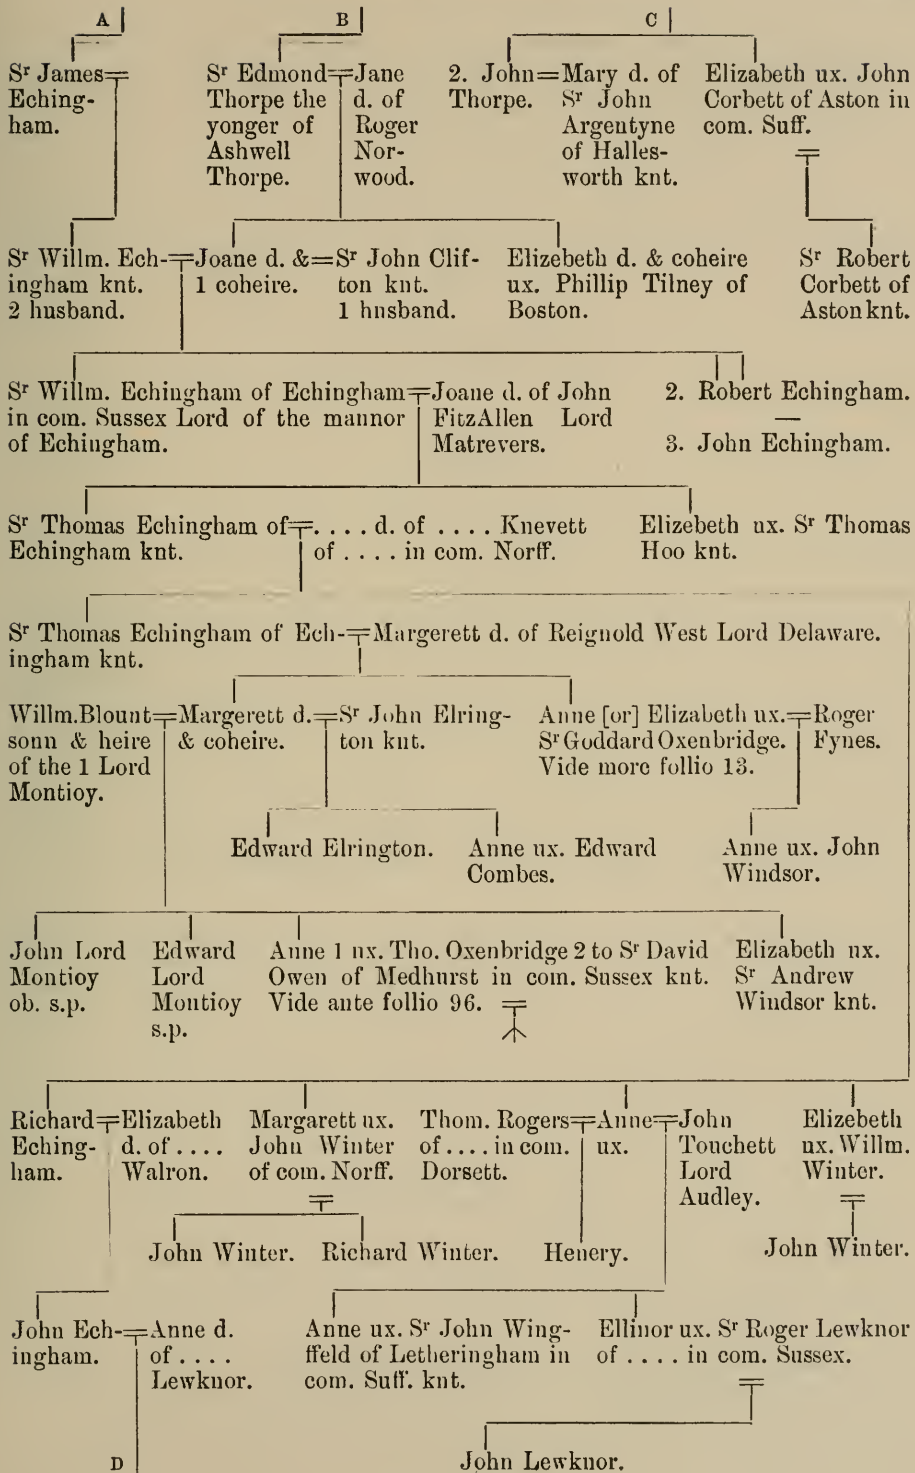 A B C
Sʳ James Echingham.
Sʳ Edmond Thorpe the yonger of Ashwell Thorpe.
Jane d. of Roger Norwood.
2. John Thorpe.
Mary d. of Sʳ John Argentyne of Hallesworth knt.
Elizabeth ux. John Corbett of Aston in com. Suff.
Sʳ Willm. Ech-
ingham knt.
2 husband.
Joane d. &
1 coheire.
Sʳ John Clif-
ton knt.
1 hnsband.
Elizebeth d. & coheire
ux. Phillip Tilney of
Boston.
Sʳ Robert
Corbett of
Aston knt.
Sʳ Willm. Echingham of Echingham
in com. Sussex Lord of the mannor
of Echingham.
Joane d. of John
FitzAllen Lord
Matrevers.
2. Robert Echingham.
—
3. John Echingham.
Sʳ Thomas Echingham of
Echingham knt.
. . . . d. of . . . . Knevett
of . . . . in com. Norff.
Elizebeth ux. Sʳ Thomas
Hoo knt.
Sʳ Thomas Echingham of Ech-
ingham knt.
Margerett d. of Reignold West Lord Delaware.
Willm. Blount
sonn & heire
of the 1 Lord
Montioy.
Margerett d.
& coheire.
Sʳ John Elring-
ton knt.
Anne [or] Elizabeth ux.
Sʳ Goddard Oxenbridge.
Vide more follio 13.
Roger
Fynes.
Edward Elrington.
Anne ux. Edward
Combes.
Anne ux. John
Windsor.
John Lord
Montioy
ob. s.p.
Edward
Lord
Montioy
s.p.
Anne 1 ux. Tho. Oxenbridge 2 to Sʳ David
Owen of Medhurst in com. Sussex knt.
Vide ante follio 96.
Elizabeth ux.
Sʳ Andrew
Windsor knt.
Richard
Eching-
ham.
Elizabeth
d. of . . . .
Walron.
Margarett ux.
John Winter
of com. Norff.
Thom. Rogers
of . . . . in com.
Dorsett.
Anne
ux.
John
Touchett
Lord
Audley.
Elizebeth
ux. Willm.
Winter.
John Winter.
Richard Winter.
Henery.
John Winter.
John Ech-
ingham.
Anne d.
of . . . .
Lewknor.
Anne ux. Sʳ John Wing-
ffeld of Letheringham in
com. Suff. knt.
Ellinor ux. Sʳ Roger Lewknor
of . . . . in com. Sussex.
D
John Lewknor.